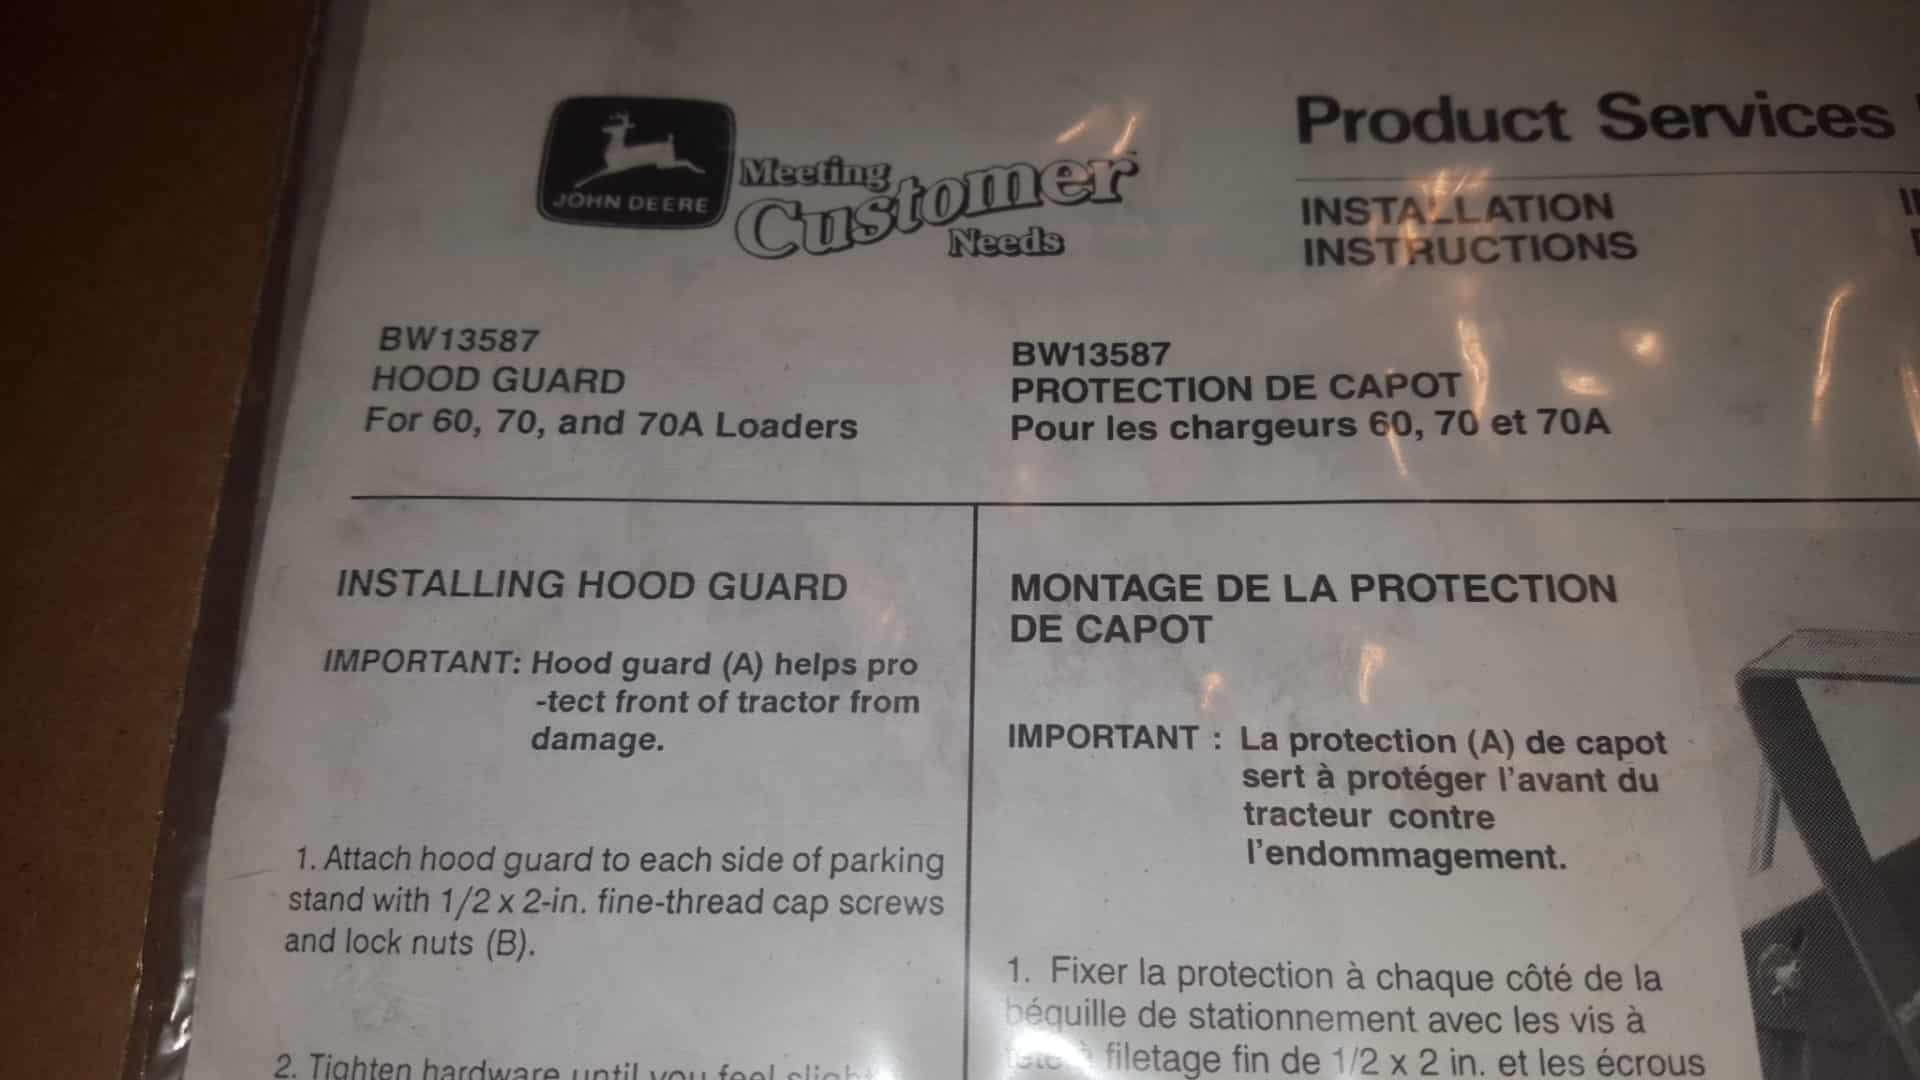 JOHN DEERE
Meeting
Customer
Needs
Product Services
INSTALLATION
INSTRUCTIONS
BW13587
HOOD GUARD
For 60, 70, and 70A Loaders
BW13587
PROTECTION DE CAPOT
Pour les chargeurs 60, 70 et 70A
INSTALLING HOOD GUARD
IMPORTANT: Hood guard (A) helps pro
-tect front of tractor from
damage.
1. Attach hood guard to each side of parking
stand with 1/2 x 2-in. fine-thread cap screws
and lock nuts (B).
2. Tighten hardware until you feel
MONTAGE DE LA PROTECTION
DE CAPOT
IMPORTANT : La protection (A) de capot
sert à protéger l'avant du
tracteur contre
l'endommagement.
1. Fixer la protection à chaque côté de la
béquille de stationnement avec les vis à
filetage fin de 1/2 x 2 in. et les écrous